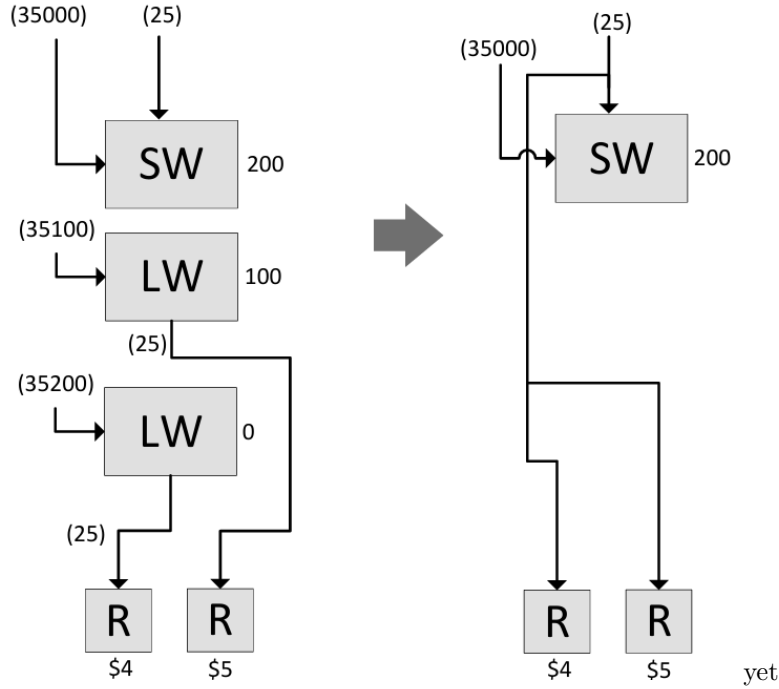 (35000)
(25)
SW
200
(35100)
LW
100
(25)
(35200)
LW
0
(25)
R
R
$4
$5
(25)
(35000)
SW
200
R
R
$4
$5
yet